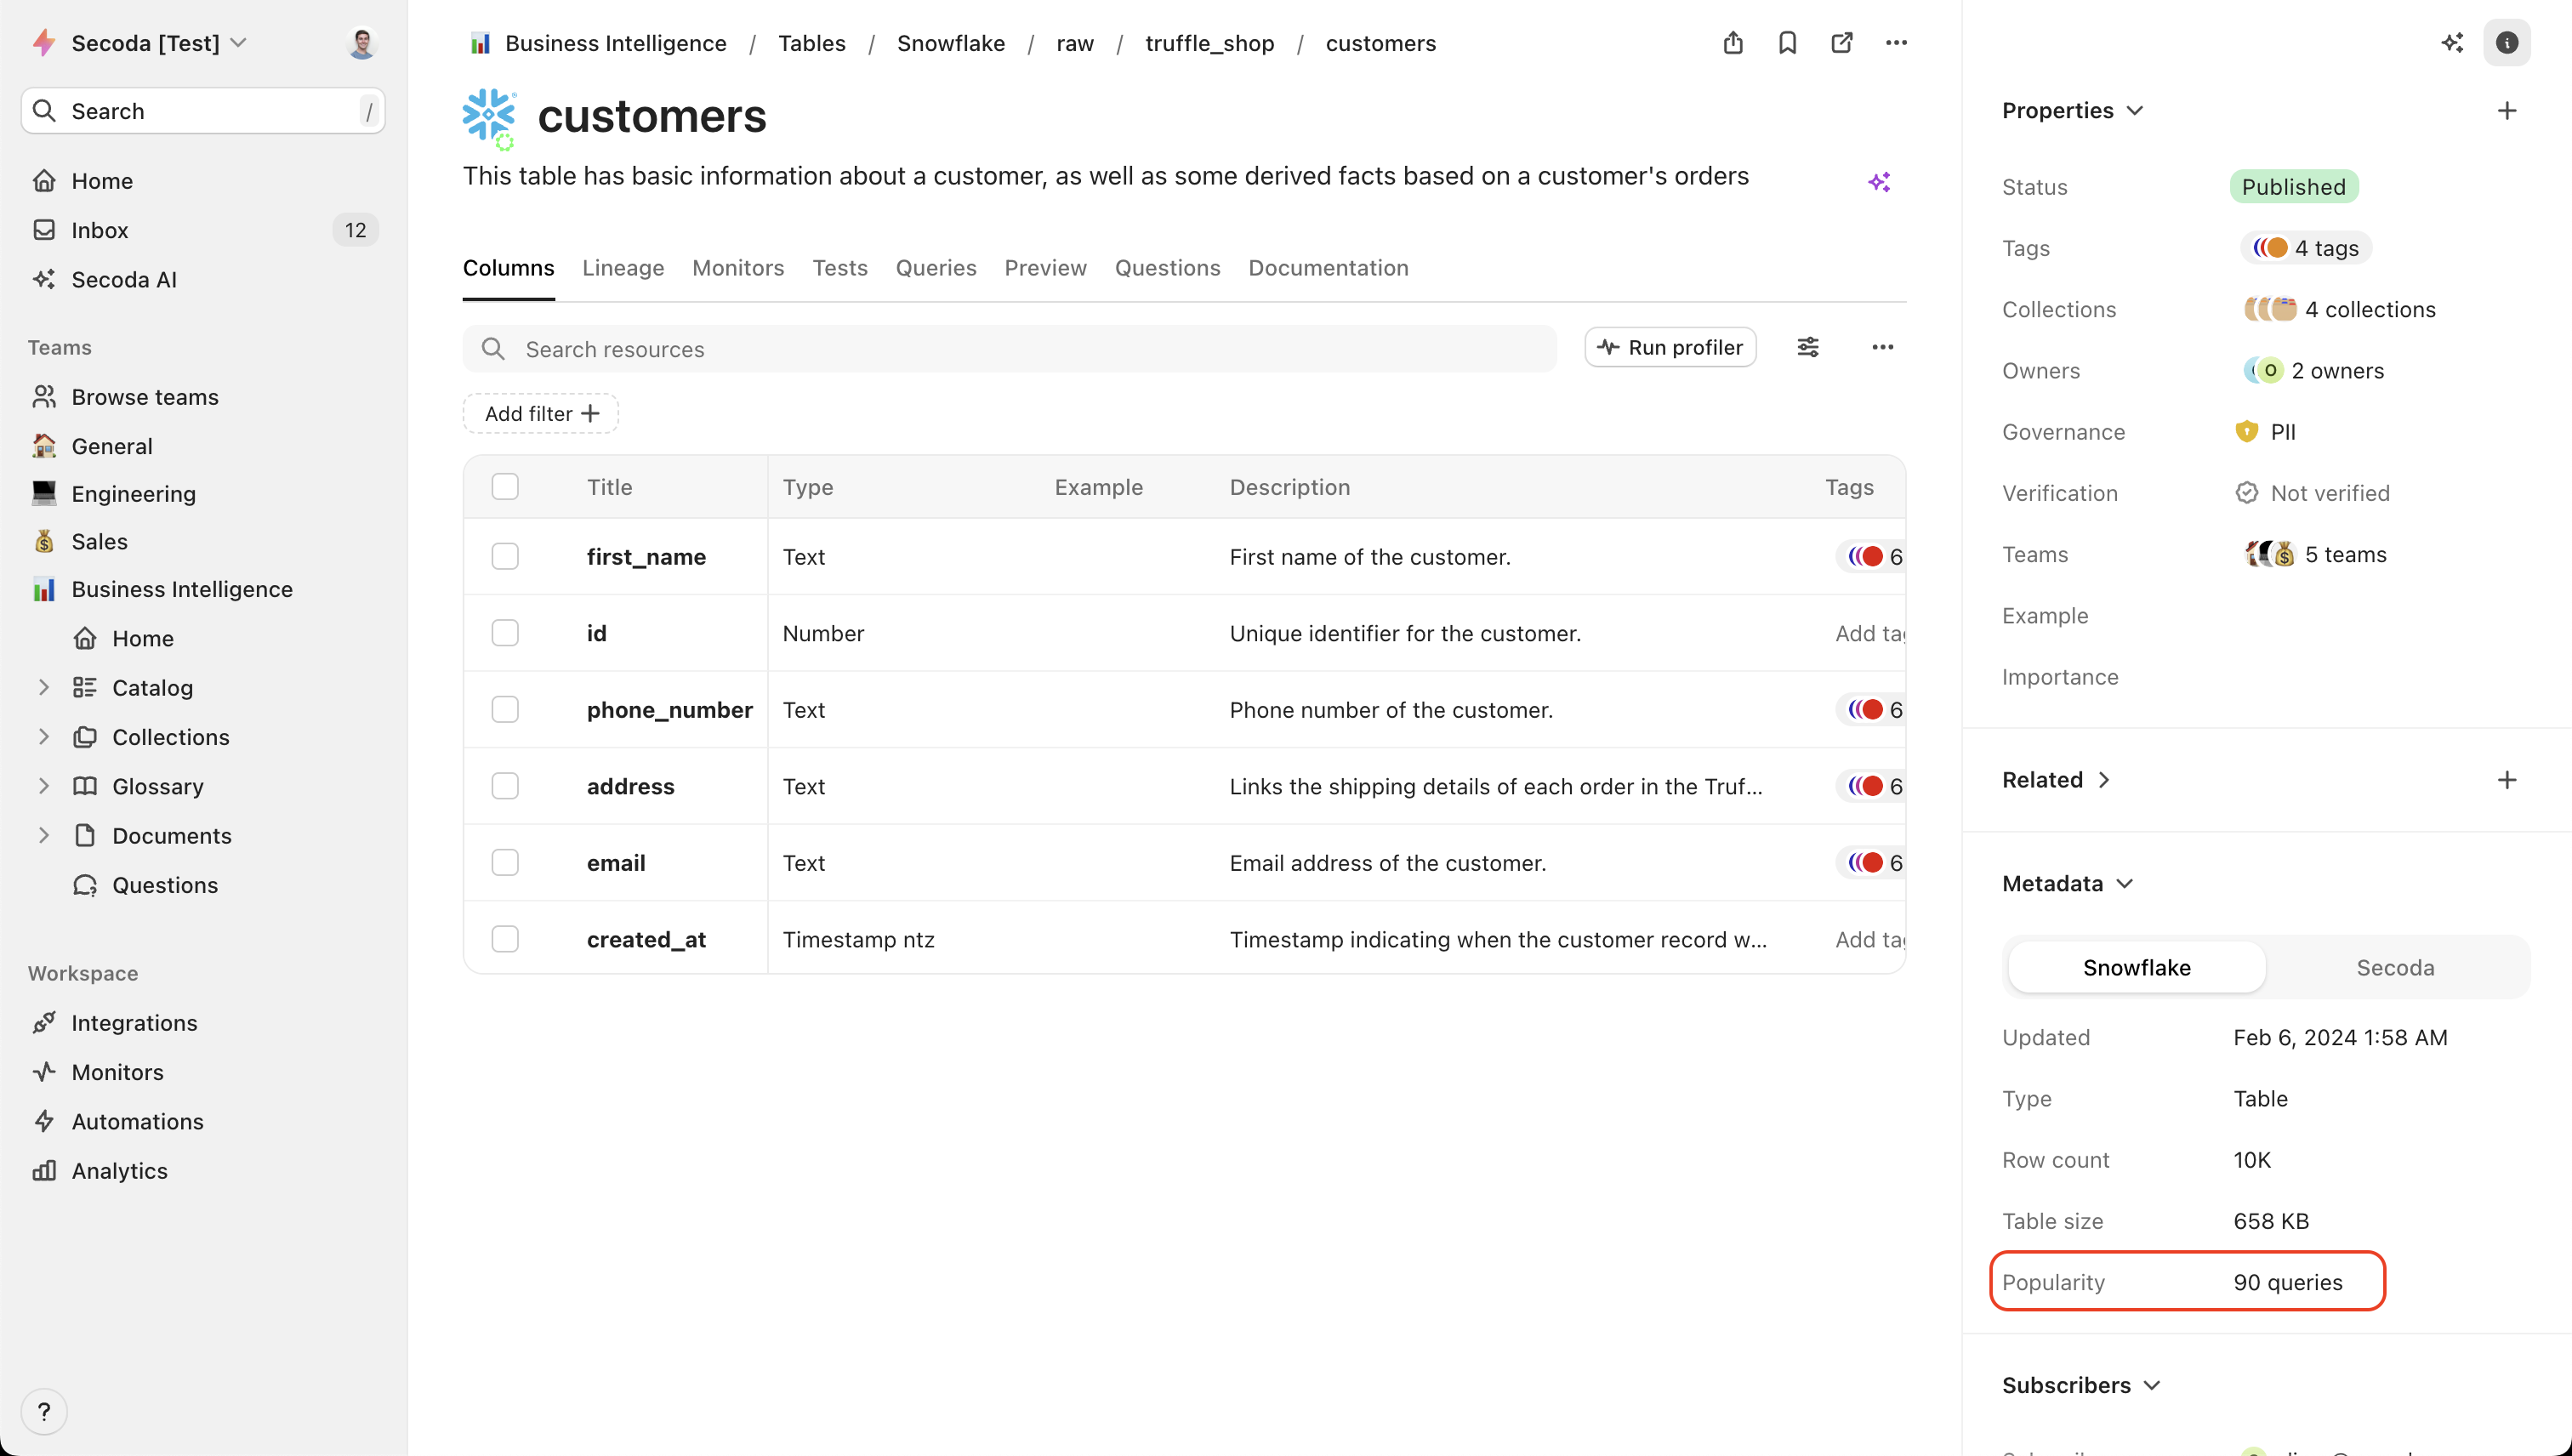 Secoda [Test]
Search /
Home
Inbox 12
Secoda AI
Teams
Browse teams
General
Engineering
Sales
Business Intelligence
Home
Catalog
Collections
Glossary
Documents
Questions
Workspace
Integrations
Monitors
Automations
Analytics
?
Business Intelligence / Tables / Snowflake / raw / truffle_shop / customers
customers
This table has basic information about a customer, as well as some derived facts based on a customer's orders
Columns Lineage Monitors Tests Queries Preview Questions Documentation
Search resources Run profiler
Add filter +
Title Type Example Description Tags
first_name Text First name of the customer. 6
id Number Unique identifier for the customer. Add tag
phone_number Text Phone number of the customer. 6
address Text Links the shipping details of each order in the Truf... 6
email Text Email address of the customer. 6
created_at Timestamp ntz Timestamp indicating when the customer record w... Add tag
Properties
Status Published
Tags 4 tags
Collections 4 collections
Owners O 2 owners
Governance PII
Verification Not verified
Teams 5 teams
Example
Importance
Related
Metadata
Snowflake Secoda
Updated Feb 6, 2024 1:58 AM
Type Table
Row count 10K
Table size 658 KB
Popularity 90 queries
Subscribers